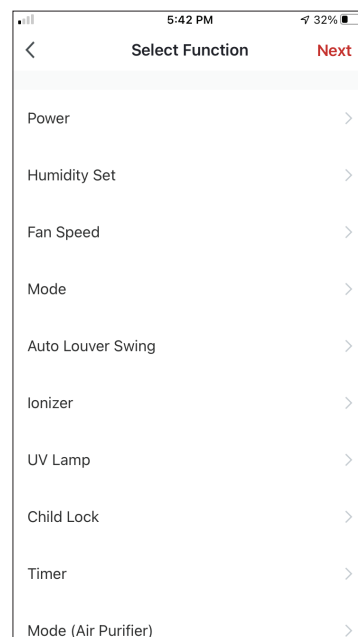 5:42 PM 32%
Select Function Next
Power
Humidity Set
Fan Speed
Mode
Auto Louver Swing
Ionizer
UV Lamp
Child Lock
Timer
Mode (Air Purifier)